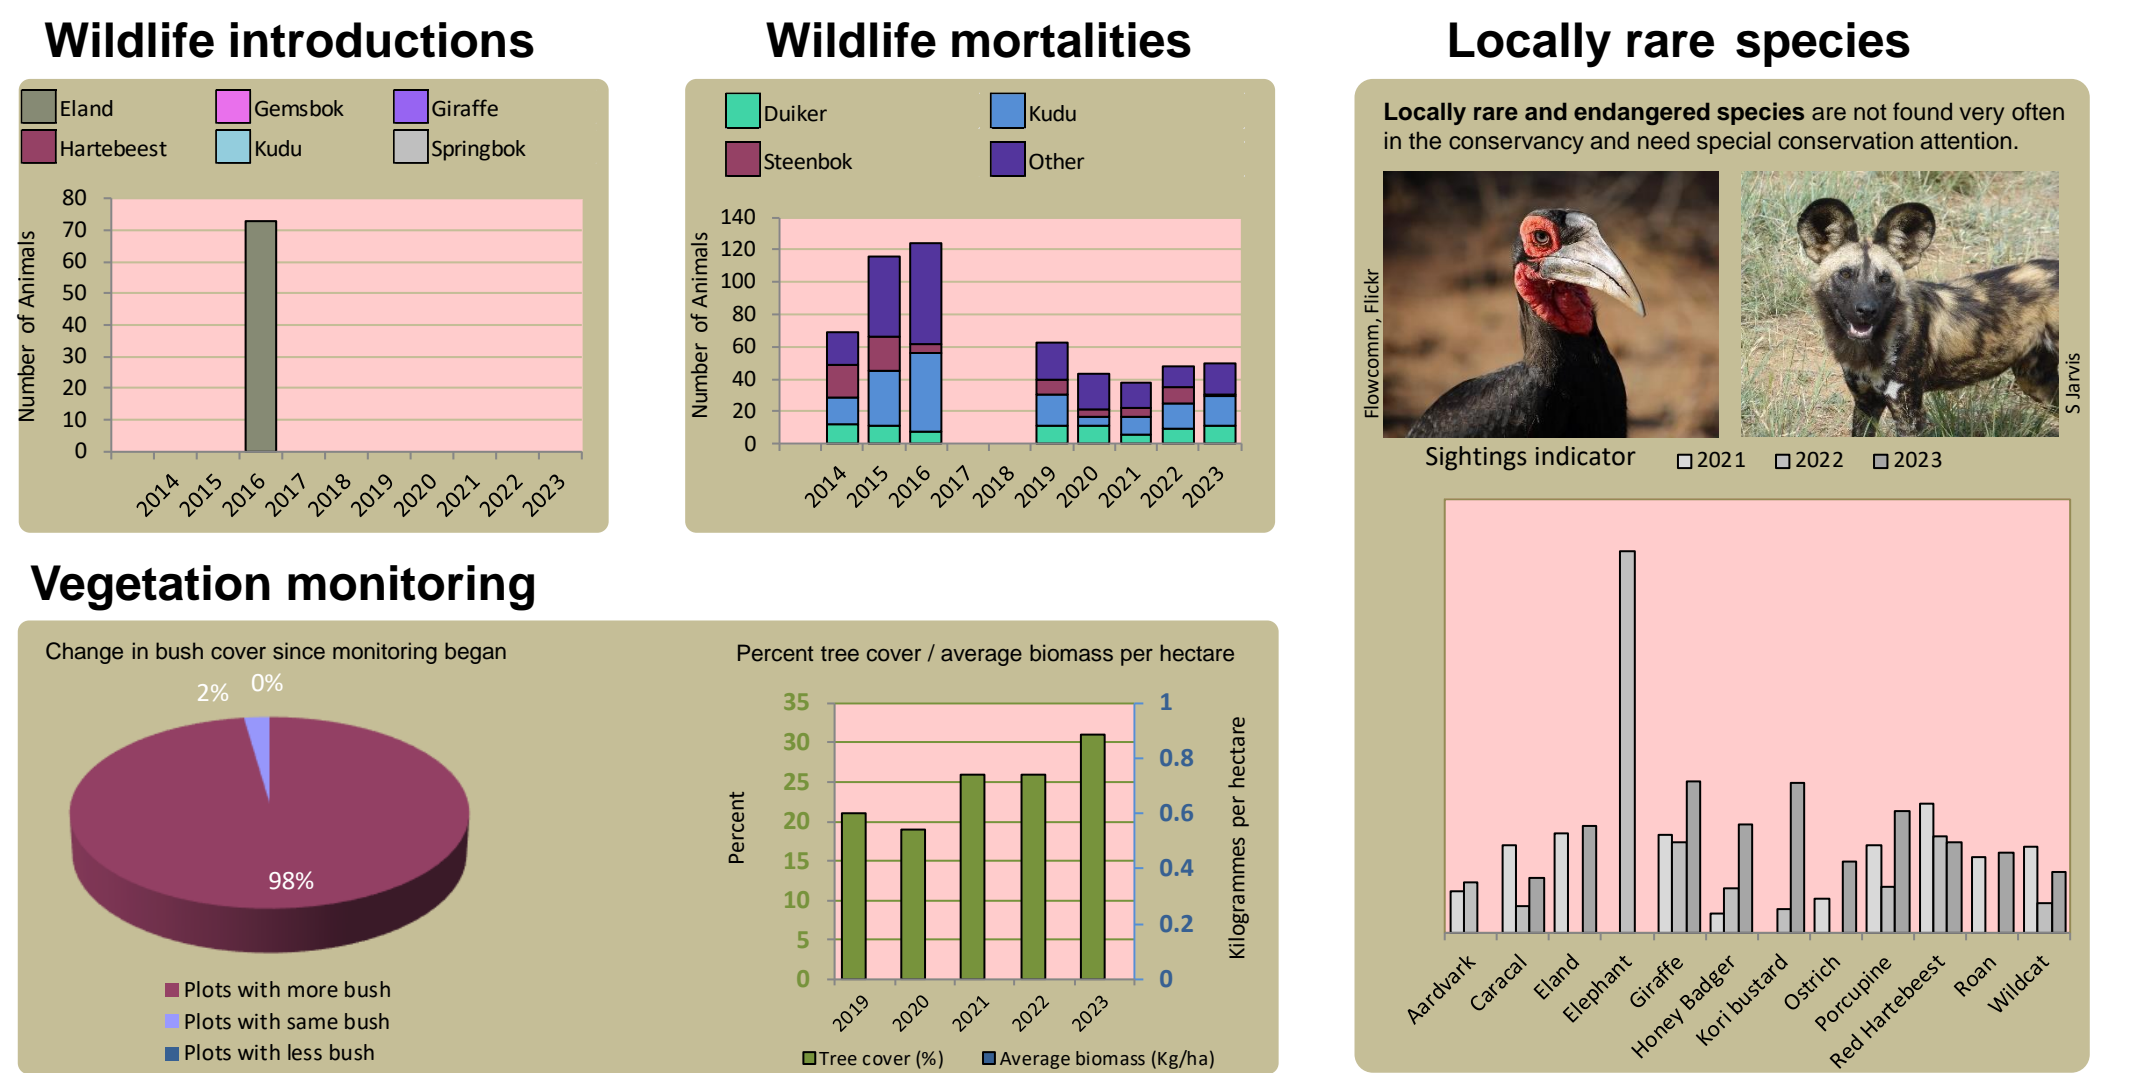 Wildlife introductions
Eland
Gemsbok
Giraffe
Hartebeest
Kudu
Springbok
Number of Animals
80
70
60
50
40
30
20
10
0
2014
2015
2016
2017
2018
2019
2020
2021
2022
2023
Wildlife mortalities
Duiker
Kudu
Steenbok
Other
Number of Animals
140
120
100
80
60
40
20
0
2014
2015
2016
2017
2018
2019
2020
2021
2022
2023
Locally rare species
Locally rare and endangered species are not found very often
in the conservancy and need special conservation attention.
Flowcomm, Flickr
S Jarvis
Sightings indicator
2021
2022
2023
Aardvark
Caracal
Eland
Elephant
Giraffe
Honey Badger
Kori bustard
Ostrich
Porcupine
Red Hartebeest
Roan
Wildcat
Vegetation monitoring
Change in bush cover since monitoring began
2%
0%
98%
Plots with more bush
Plots with same bush
Plots with less bush
Percent tree cover / average biomass per hectare
Percent
35
30
25
20
15
10
5
0
1
0.8
0.6
0.4
0.2
0
Kilogrammes per hectare
2019
2020
2021
2022
2023
Tree cover (%)
Average biomass (Kg/ha)